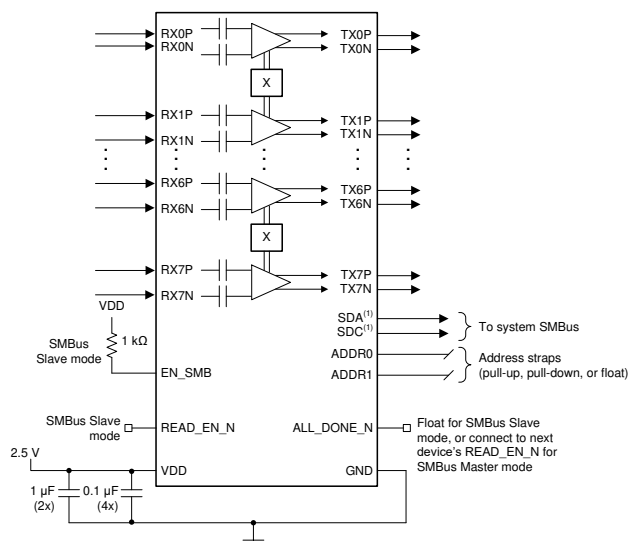 RX0P
RX0N
TX0P
TX0N
X
RX1P
RX1N
TX1P
TX1N
RX6P
RX6N
TX6P
TX6N
X
RX7P
RX7N
TX7P
TX7N
VDD
1 kΩ
SMBus
Slave mode
EN_SMB
SDA(1)
SDC(1)
To system SMBus
ADDR0
ADDR1
Address straps
(pull-up, pull-down, or float)
SMBus Slave
mode
READ_EN_N
ALL_DONE_N
Float for SMBus Slave
mode, or connect to next
device's READ_EN_N for
SMBus Master mode
2.5 V
VDD
GND
1 µF
(2x)
0.1 µF
(4x)